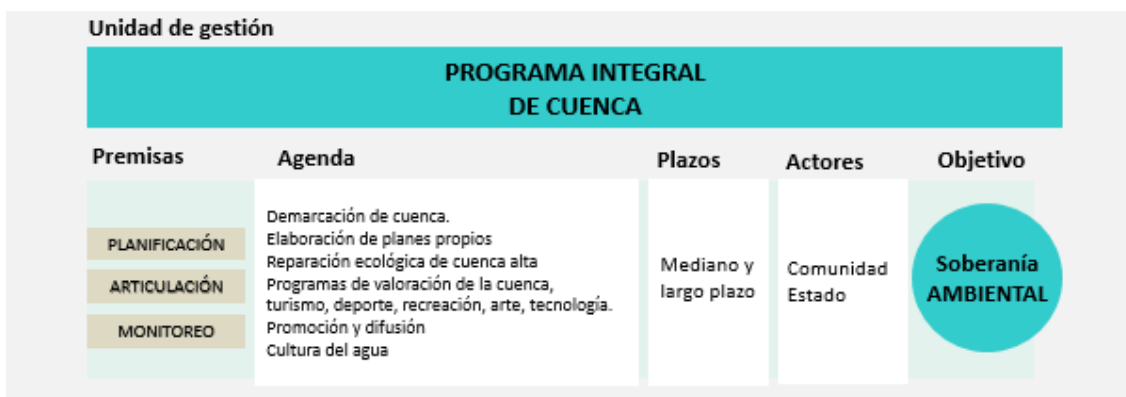 Unidad de gestión
PROGRAMA INTEGRAL
DE CUENCA
Premisas
Agenda
Plazos
Actores
Objetivo
PLANIFICACIÓN
ARTICULACIÓN
MONITOREO
Demarcación de cuenca.
Elaboración de planes propios
Reparación ecológica de cuenca alta
Programas de valoración de la cuenca,
turismo, deporte, recreación, arte, tecnología.
Promoción y difusión
Cultura del agua
Mediano y
largo plazo
Comunidad
Estado
Soberanía
AMBIENTAL